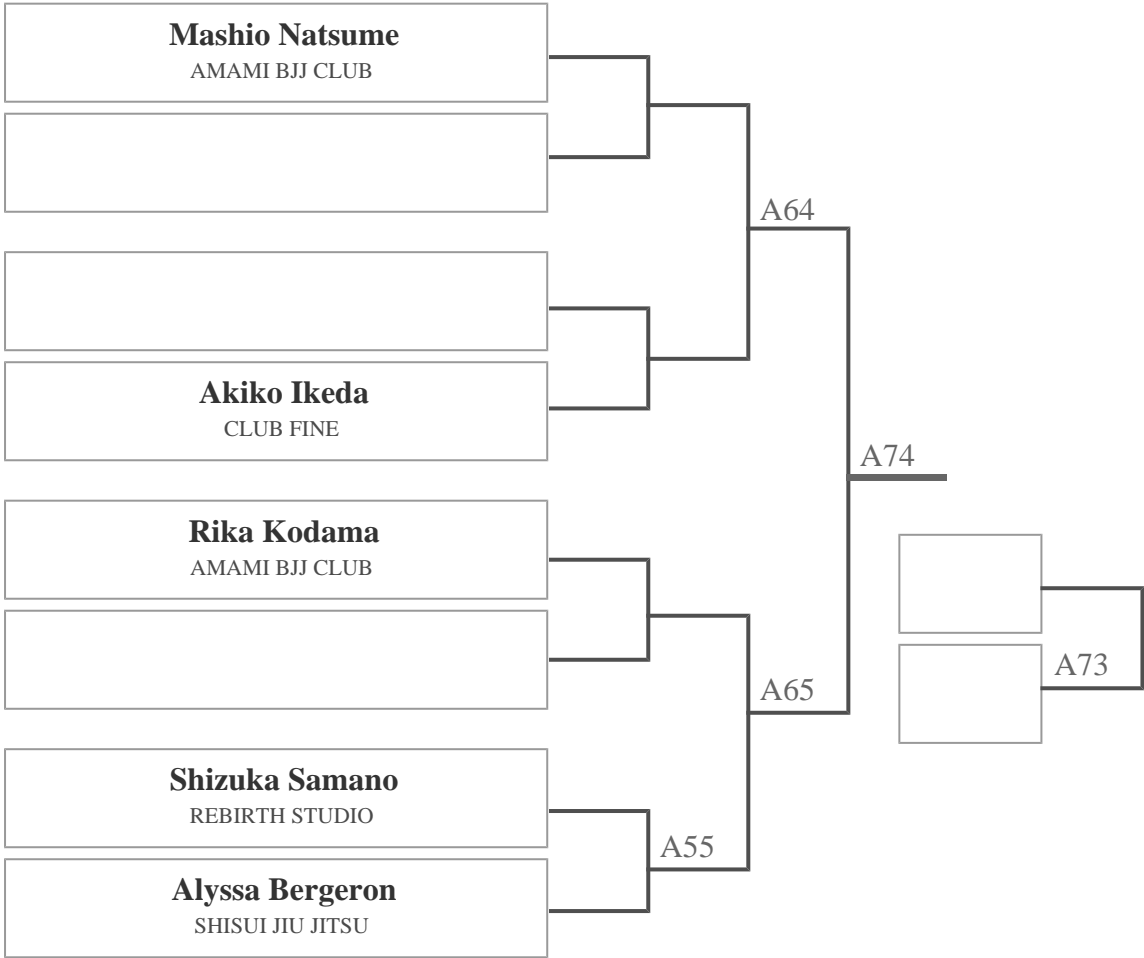 Mashio Natsume
AMAMI BJJ CLUB
A64
Akiko Ikeda
CLUB FINE
A74
Rika Kodama
AMAMI BJJ CLUB
A73
A65
Shizuka Samano
REBIRTH STUDIO
A55
Alyssa Bergeron
SHISUI JIU JITSU